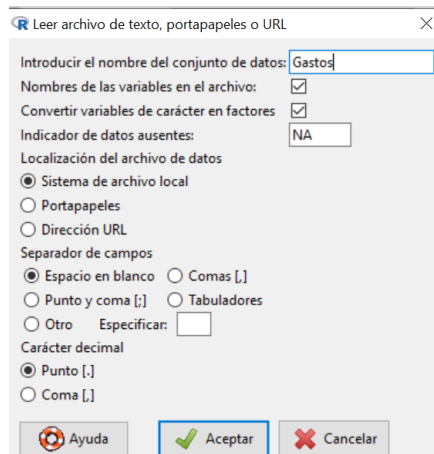 Leer archivo de texto, portapapeles o URL
Introducir el nombre del conjunto de datos: Gastos
Nombres de las variables en el archivo:
Convertir variables de carácter en factores
Indicador de datos ausentes: NA
Localización del archivo de datos
Sistema de archivo local
Portapapeles
Dirección URL
Separador de campos
Espacio en blanco Comas [,]
Punto y coma [;] Tabuladores
Otro Especificar:
Carácter decimal
Punto [.]
Coma [,]
Ayuda Aceptar Cancelar